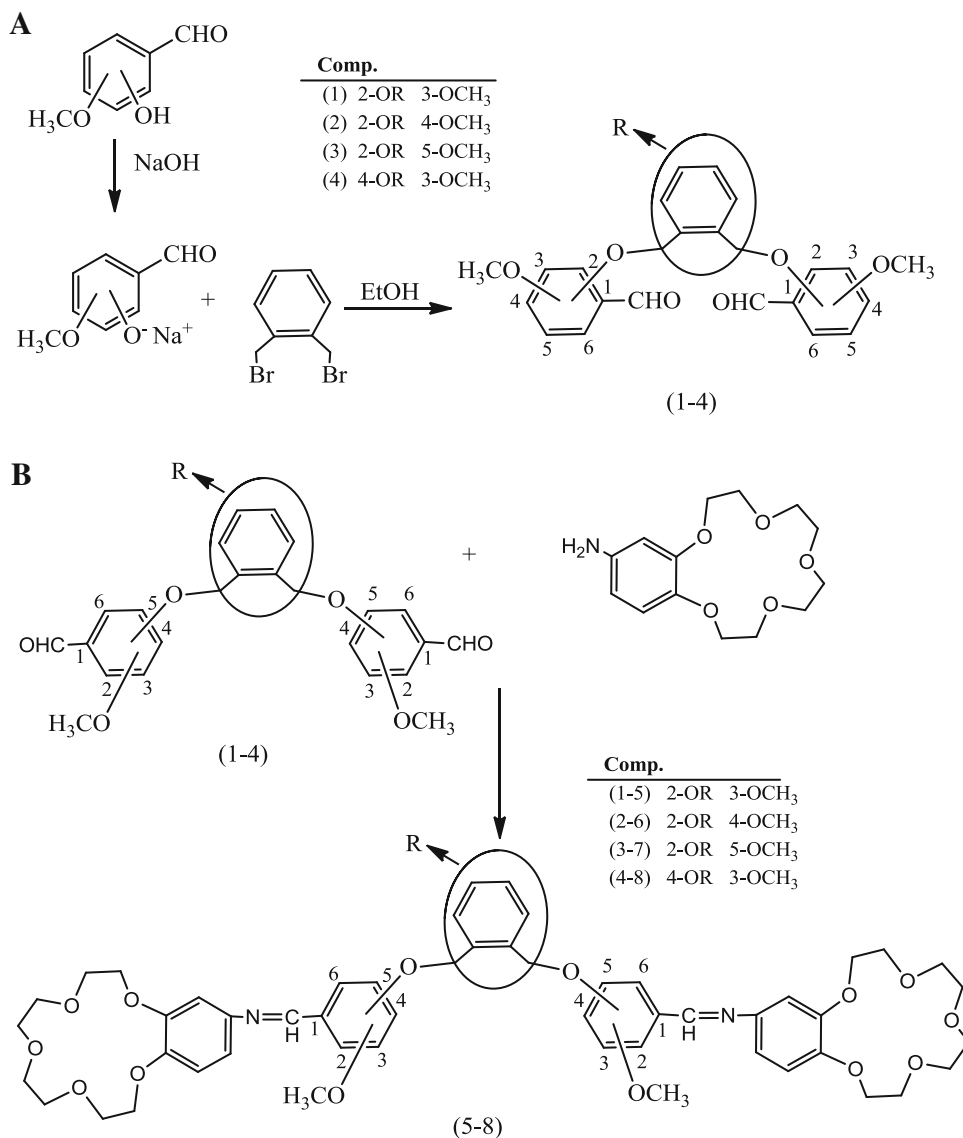 A
CHO
H₃CO
OH
NaOH
CHO
H₃CO
O⁻ Na⁺
+
Br
Br
EtOH
Comp.
(1) 2-OR 3-OCH₃
(2) 2-OR 4-OCH₃
(3) 2-OR 5-OCH₃
(4) 4-OR 3-OCH₃
R
O
O
H₃CO
3
2
1
4
5
6
CHO
OHC
2
3
1
4
6
5
OCH₃
(1-4)
B
R
O
O
6
5
4
1
2
3
OHC
H₃CO
5
6
4
1
3
2
CHO
OCH₃
(1-4)
+
H₂N
O
O
O
O
O
Comp.
(1-5) 2-OR 3-OCH₃
(2-6) 2-OR 4-OCH₃
(3-7) 2-OR 5-OCH₃
(4-8) 4-OR 3-OCH₃
R
O
O
O
O
O
O
O
N
C
H
6
5
4
1
2
3
H₃CO
5
6
4
1
3
2
OCH₃
C
H
N
O
O
O
O
O
(5-8)